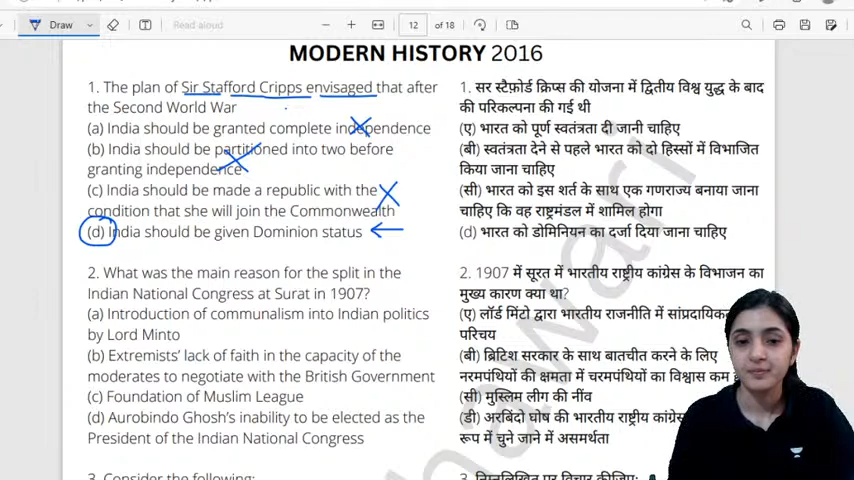 Draw
Read aloud
12
of 18
MODERN HISTORY 2016
1. The plan of Sir Stafford Cripps envisaged that after
the Second World War
(a) India should be granted complete independence
(b) India should be partitioned into two before
granting independence
(c) India should be made a republic with the
condition that she will join the Commonwealth
(d) India should be given Dominion status
2. What was the main reason for the split in the
Indian National Congress at Surat in 1907?
(a) Introduction of communalism into Indian politics
by Lord Minto
(b) Extremists' lack of faith in the capacity of the
moderates to negotiate with the British Government
(c) Foundation of Muslim League
(d) Aurobindo Ghosh's inability to be elected as the
President of the Indian National Congress
3. Consider the following:
1. सर स्टैफ़ोर्ड क्रिप्स की योजना में द्वितीय विश्व युद्ध के बाद
की परिकल्पना की गई थी
(ए) भारत को पूर्ण स्वतंत्रता दी जानी चाहिए
(बी) स्वतंत्रता देने से पहले भारत को दो हिस्सों में विभाजित
किया जाना चाहिए
(सी) भारत को इस शर्त के साथ एक गणराज्य बनाया जाना
चाहिए कि वह राष्ट्रमंडल में शामिल होगा
(d) भारत को डोमिनियन का दर्जा दिया जाना चाहिए
2. 1907 में सूरत में भारतीय राष्ट्रीय कांग्रेस के विभाजन का
मुख्य कारण क्या था?
(ए) लॉर्ड मिंटो द्वारा भारतीय राजनीति में
परिचय
(बी) ब्रिटिश सरकार के साथ बातचीत करने के लिए
नरमपंथियों की क्षमता में चरमपंथियों का विश्वास कम
(सी) मुस्लिम लीग की नींव
(डी) अरबिंदो घोष की भारतीय राष्ट्रीय
रूप में चुने जाने में असमर्थता
3. निम्नलिखित पर विचार कीजिए: